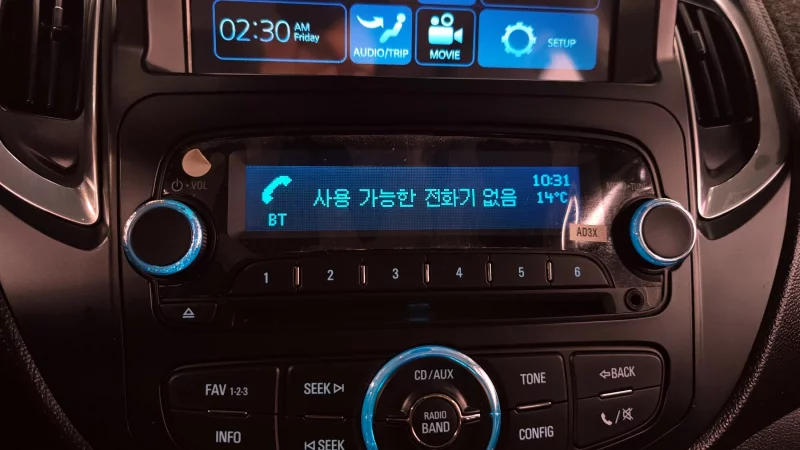 02:30 AM
Friday
AUDIO/TRIP
MOVIE
SETUP
VOL
BT
사용 가능한 전화기 없음
10:31
14°C
AD3X
1 2 3 4 5 6
FAV 1-2-3
SEEK
CD/AUX
TONE
BACK
RADIO
BAND
INFO
SEEK
CONFIG